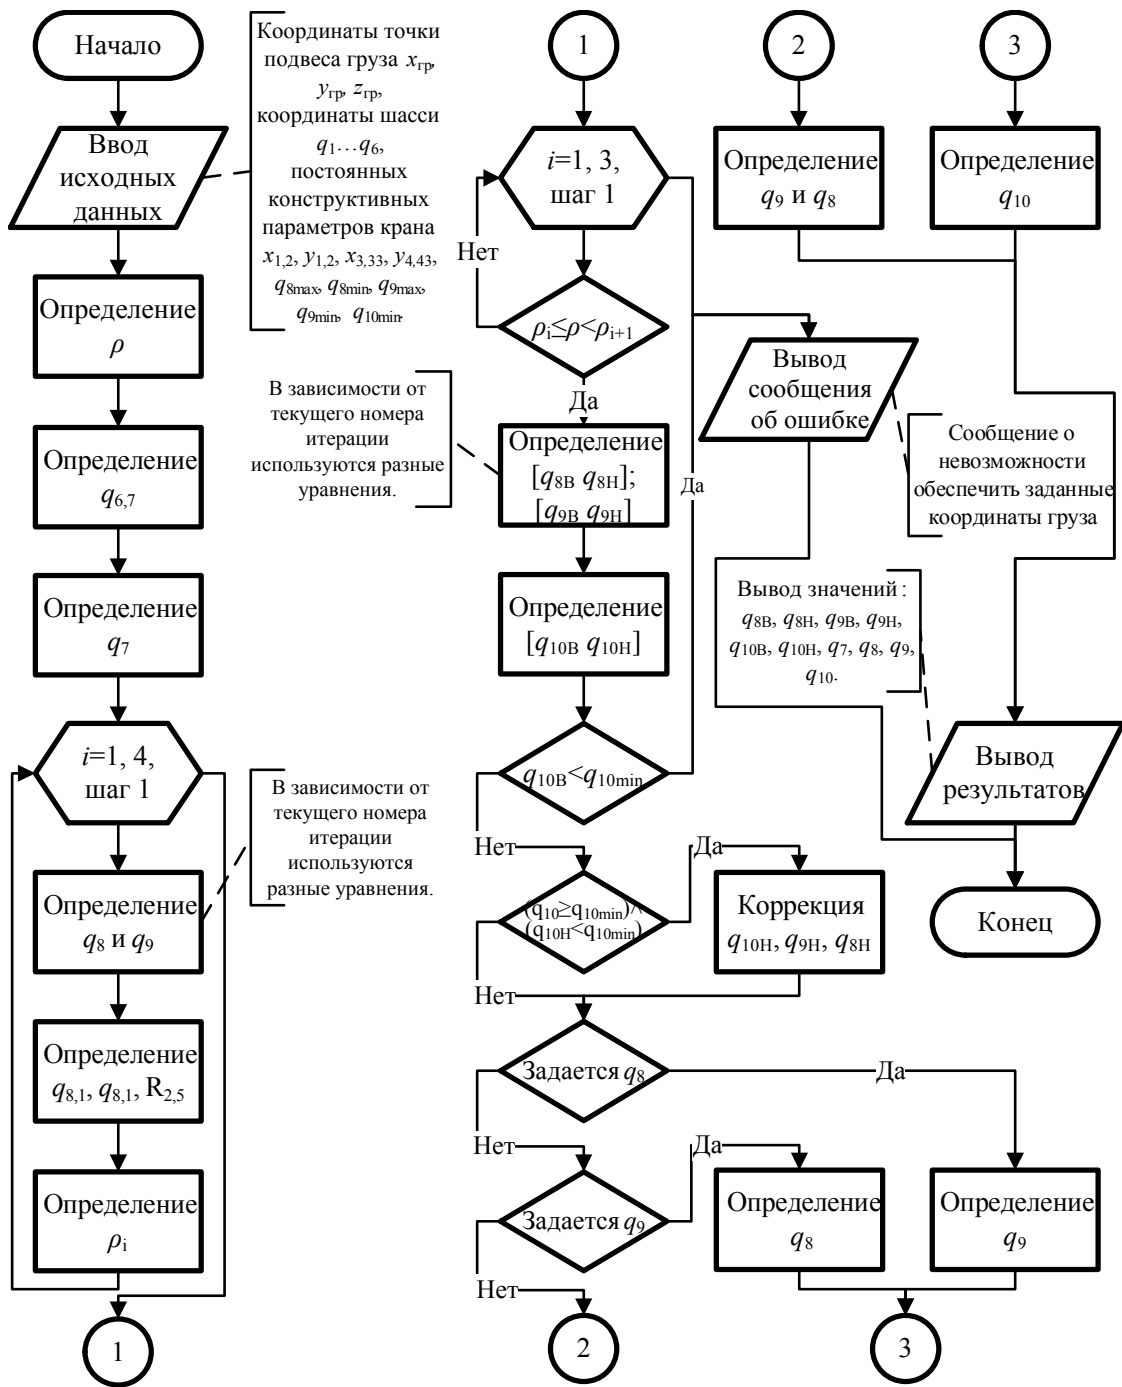 Начало
Ввод
исходных
данных
Координаты точки
подвеса груза xгр,
yгр, zгр,
координаты шасси
q1…q6,
постоянных
конструктивных
параметров крана
x1,2, y1,2, x3,33, y4,43,
q8max, q8min, q9max,
q9min, q10min.
Определение
ρ
Определение
q6,7
Определение
q7
i=1, 4,
шаг 1
В зависимости от
текущего номера
итерации
используются
разные уравнения.
Определение
q8 и q9
Определение
q8,1, q8,1, R2,5
Определение
ρi
1
1
i=1, 3,
шаг 1
Нет
ρi≤ρ<ρi+1
Да
В зависимости от
текущего номера
итерации
используются разные
уравнения.
Определение
[q8В q8Н];
[q9В q9Н]
Определение
[q10В q10Н]
q10В<q10min
Да
Нет
(q10≥q10min)^
(q10Н<q10min)
Да
Коррекция
q10Н, q9Н, q8Н
Нет
Задается q8
Да
Нет
Задается q9
Да
Определение
q8
Определение
q9
Нет
2
3
2
Определение
q9 и q8
Вывод
сообщения
об ошибке
Сообщение о
невозможности
обеспечить заданные
координаты груза
3
Определение
q10
Вывод значений:
q8В, q8Н, q9В, q9Н,
q10В, q10Н, q7, q8, q9,
q10.
Вывод
результатов
Конец